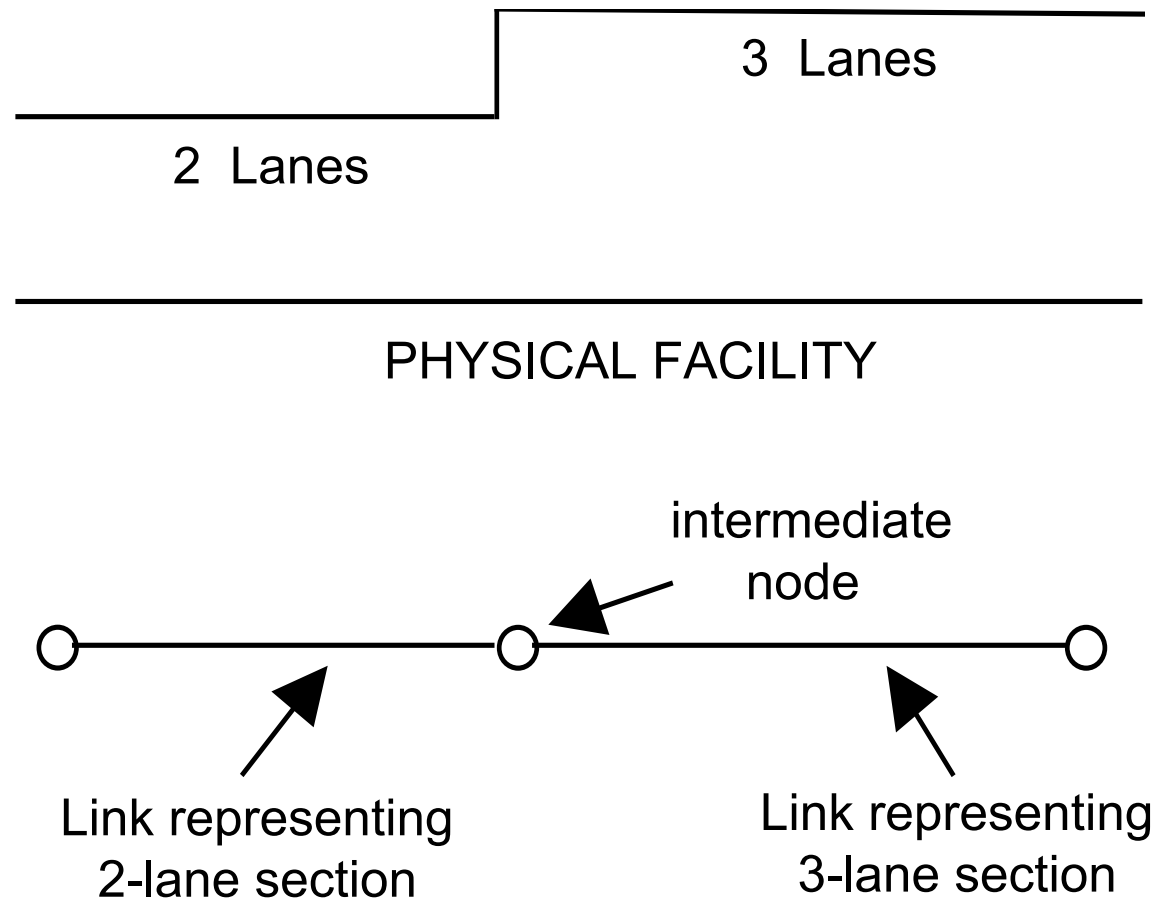 3 Lanes
2 Lanes
PHYSICAL FACILITY
intermediate
node
Link representing
2-lane section
Link representing
3-lane section